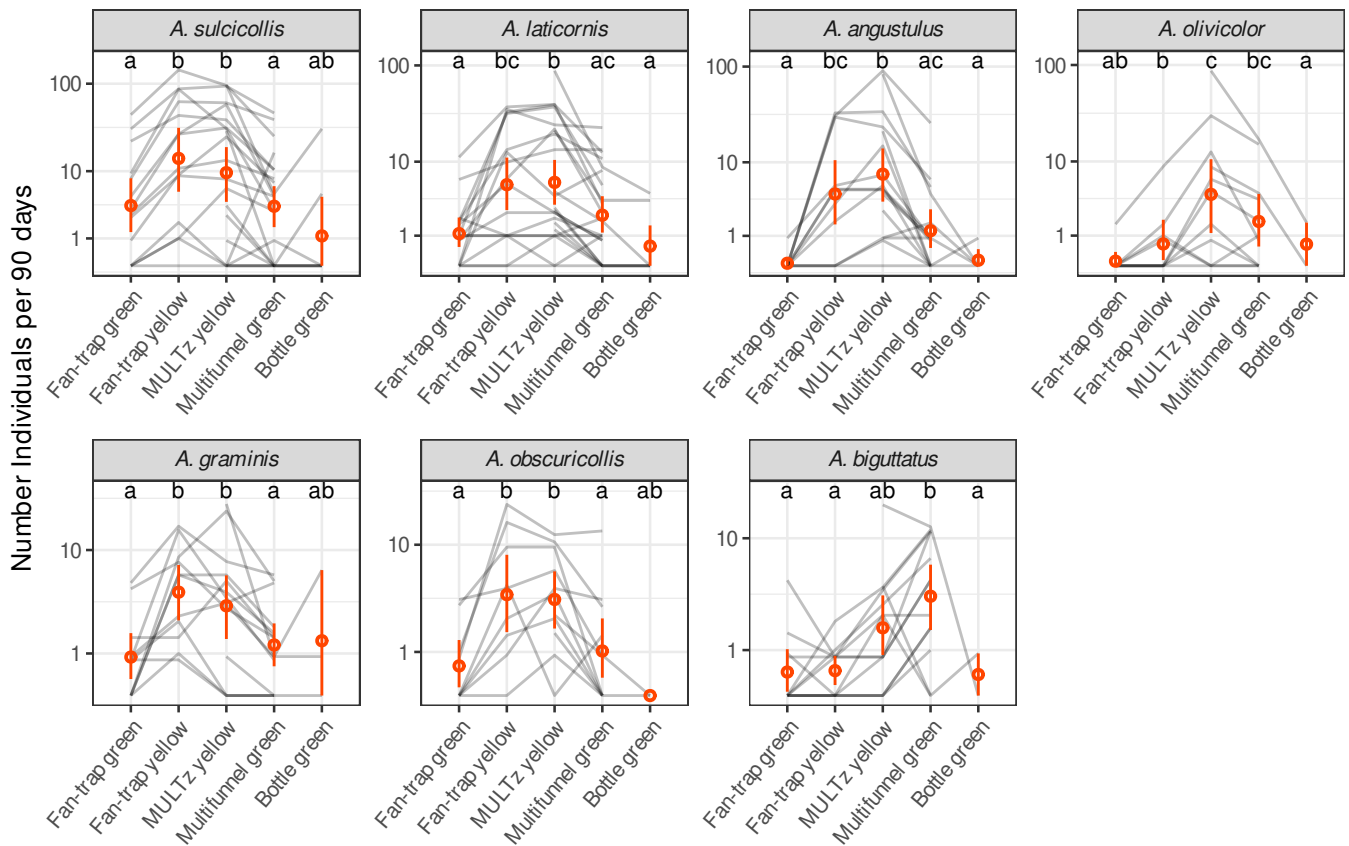 Number Individuals per 90 days
A. sulcicollis
a b b a ab
100
10
1
Fan-trap green
Fan-trap yellow
MULTz yellow
Multifunnel green
Bottle green
A. laticornis
a bc b ac a
100
10
1
Fan-trap green
Fan-trap yellow
MULTz yellow
Multifunnel green
Bottle green
A. angustulus
a bc b ac a
100
10
1
Fan-trap green
Fan-trap yellow
MULTz yellow
Multifunnel green
Bottle green
A. olivicolor
ab b c bc a
100
10
1
Fan-trap green
Fan-trap yellow
MULTz yellow
Multifunnel green
Bottle green
A. graminis
a b b a ab
10
1
Fan-trap green
Fan-trap yellow
MULTz yellow
Multifunnel green
Bottle green
A. obscuricollis
a b b a ab
10
1
Fan-trap green
Fan-trap yellow
MULTz yellow
Multifunnel green
Bottle green
A. biguttatus
a a ab b a
10
1
Fan-trap green
Fan-trap yellow
MULTz yellow
Multifunnel green
Bottle green